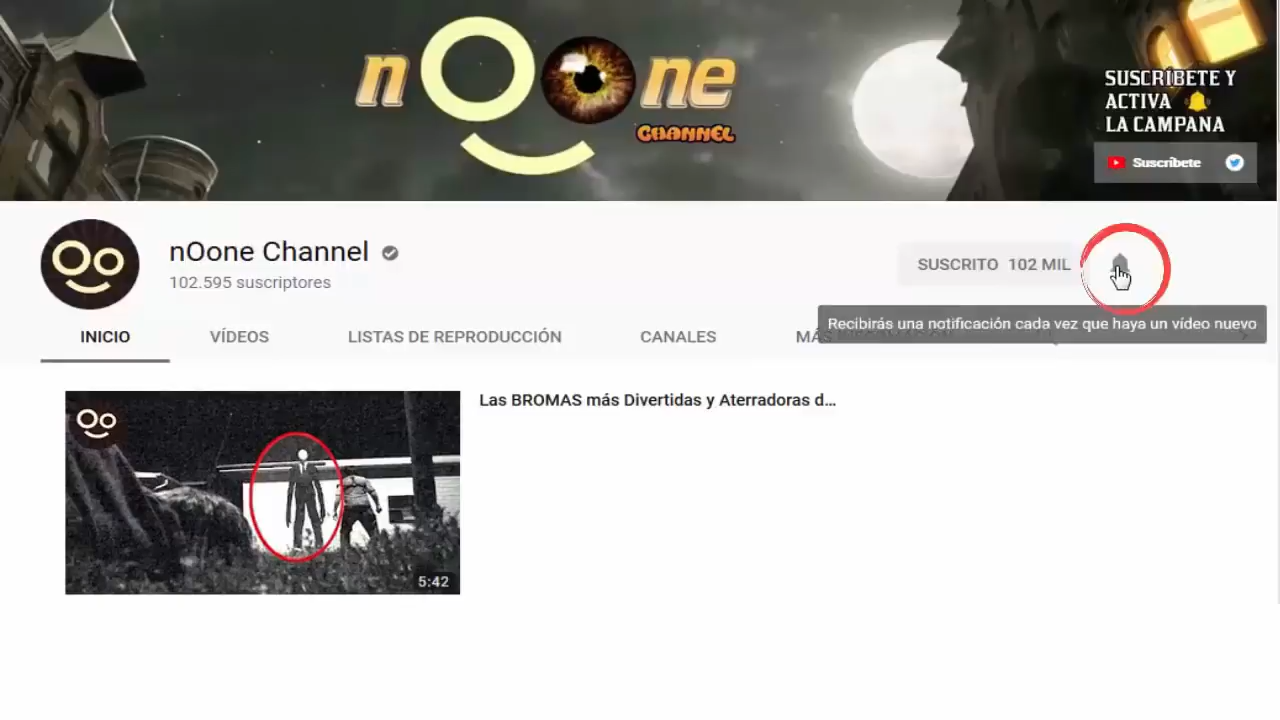 nOone
CHANNEL
SUSCRÍBETE Y
ACTIVA
LA CAMPANA
Suscríbete
nOone Channel
102.595 suscriptores
SUSCRITO 102 MIL
Recibirás una notificación cada vez que haya un vídeo nuevo
INICIO
VÍDEOS
LISTAS DE REPRODUCCIÓN
CANALES
MÁS
Las BROMAS más Divertidas y Aterradoras d...
5:42